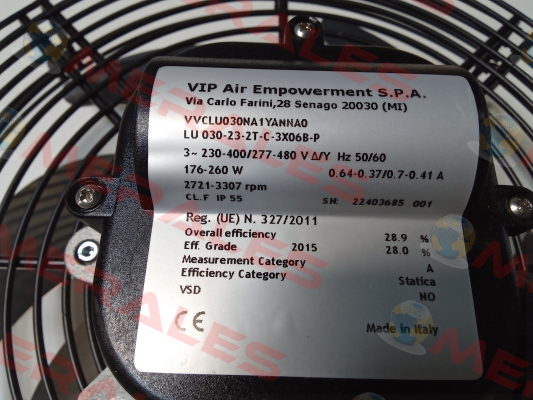 VIP Air Empowerment S.P.A.
Via Carlo Farini,28 Senago 20030 (MI)
VVCLU030NA1YANNA0
LU 030-23-2T-C-3X06B-P
3~ 230-400/277-480 V Δ/Y Hz 50/60
176-260 W 0.64-0.37/0.7-0.41 A
2721-3307 rpm
CL.F IP 55 SN: 22403685 001
Reg. (UE) N. 327/2011
Overall efficiency 28.9 %
Eff. Grade 2015 28.0 %
Measurement Category A
Efficiency Category Statica
VSD NO
CE Made in Italy
OMERALES